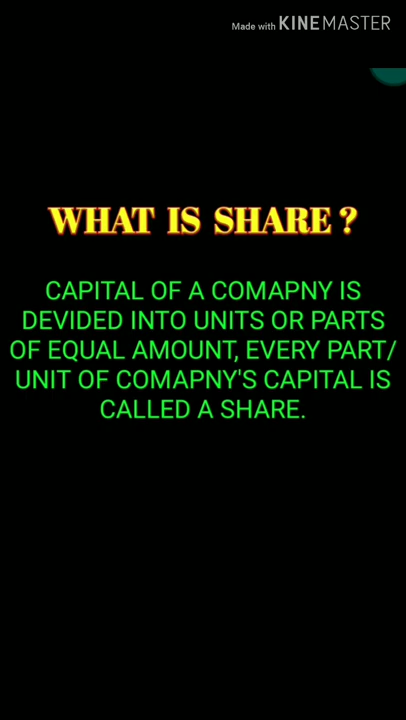 Made with KINEMASTER
WHAT IS SHARE ?
CAPITAL OF A COMAPNY IS
DEVIDED INTO UNITS OR PARTS
OF EQUAL AMOUNT, EVERY PART/
UNIT OF COMAPNY'S CAPITAL IS
CALLED A SHARE.